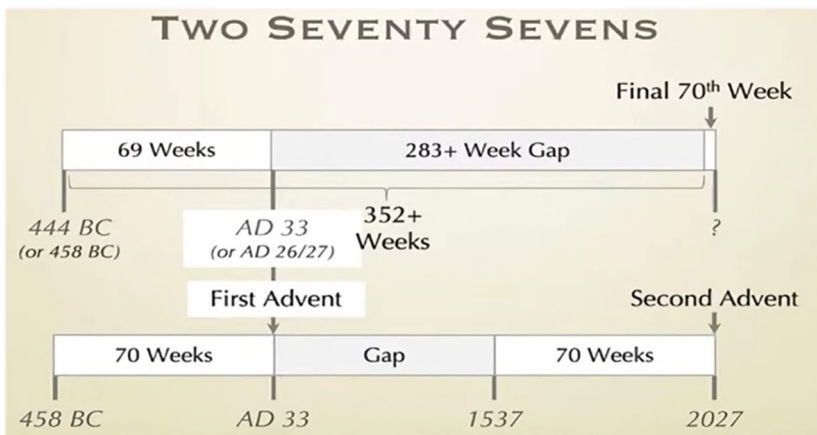 TWO SEVENTY SEVENS
Final 70th Week
69 Weeks
283+ Week Gap
352+
Weeks
444 BC
(or 458 BC)
AD 33
(or AD 26/27)
?
First Advent
Second Advent
70 Weeks
Gap
70 Weeks
458 BC
AD 33
1537
2027